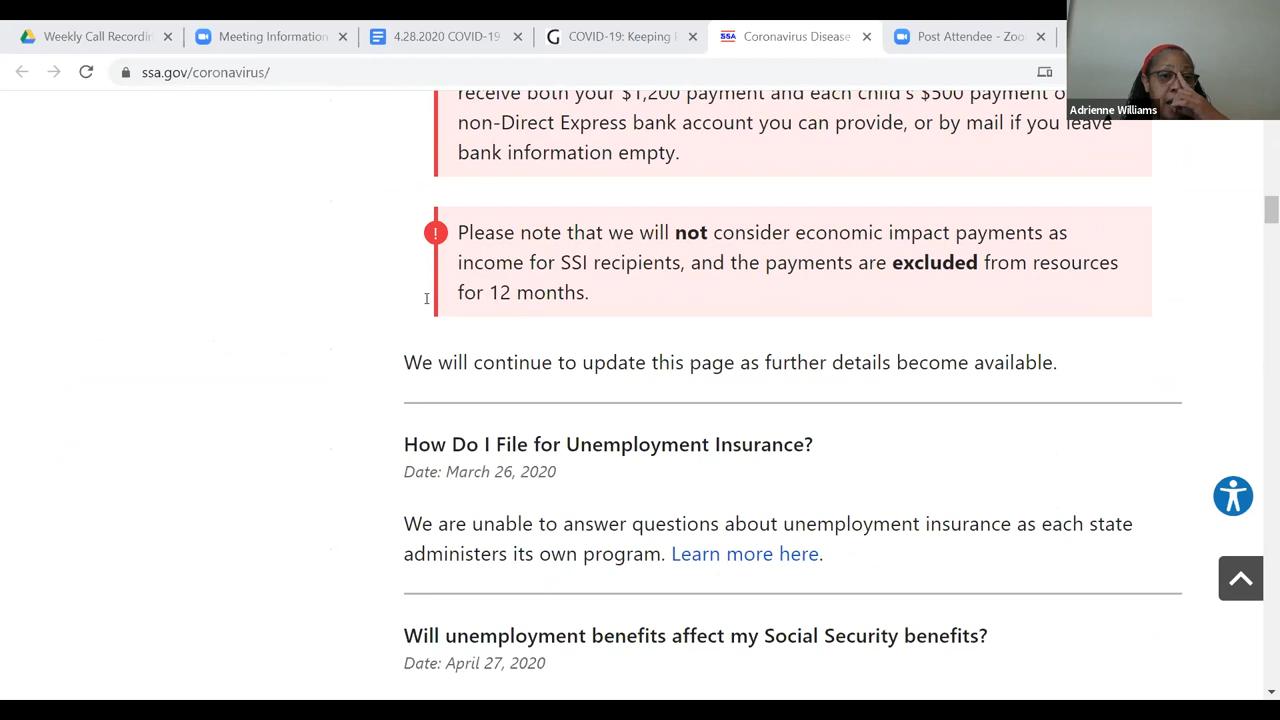 Weekly Call Recordin
Meeting Information
4.28.2020 COVID-19
COVID-19: Keeping
SSA
Coronavirus Disease
Post Attendee - Zoo
ssa.gov/coronavirus/
Adrienne Williams
receive both your $1,200 payment and each child's $500 payment
non-Direct Express bank account you can provide, or by mail if you leave
bank information empty.
! Please note that we will not consider economic impact payments as
income for SSI recipients, and the payments are excluded from resources
for 12 months.
We will continue to update this page as further details become available.
How Do I File for Unemployment Insurance?
Date: March 26, 2020
We are unable to answer questions about unemployment insurance as each state
administers its own program. Learn more here.
Will unemployment benefits affect my Social Security benefits?
Date: April 27, 2020